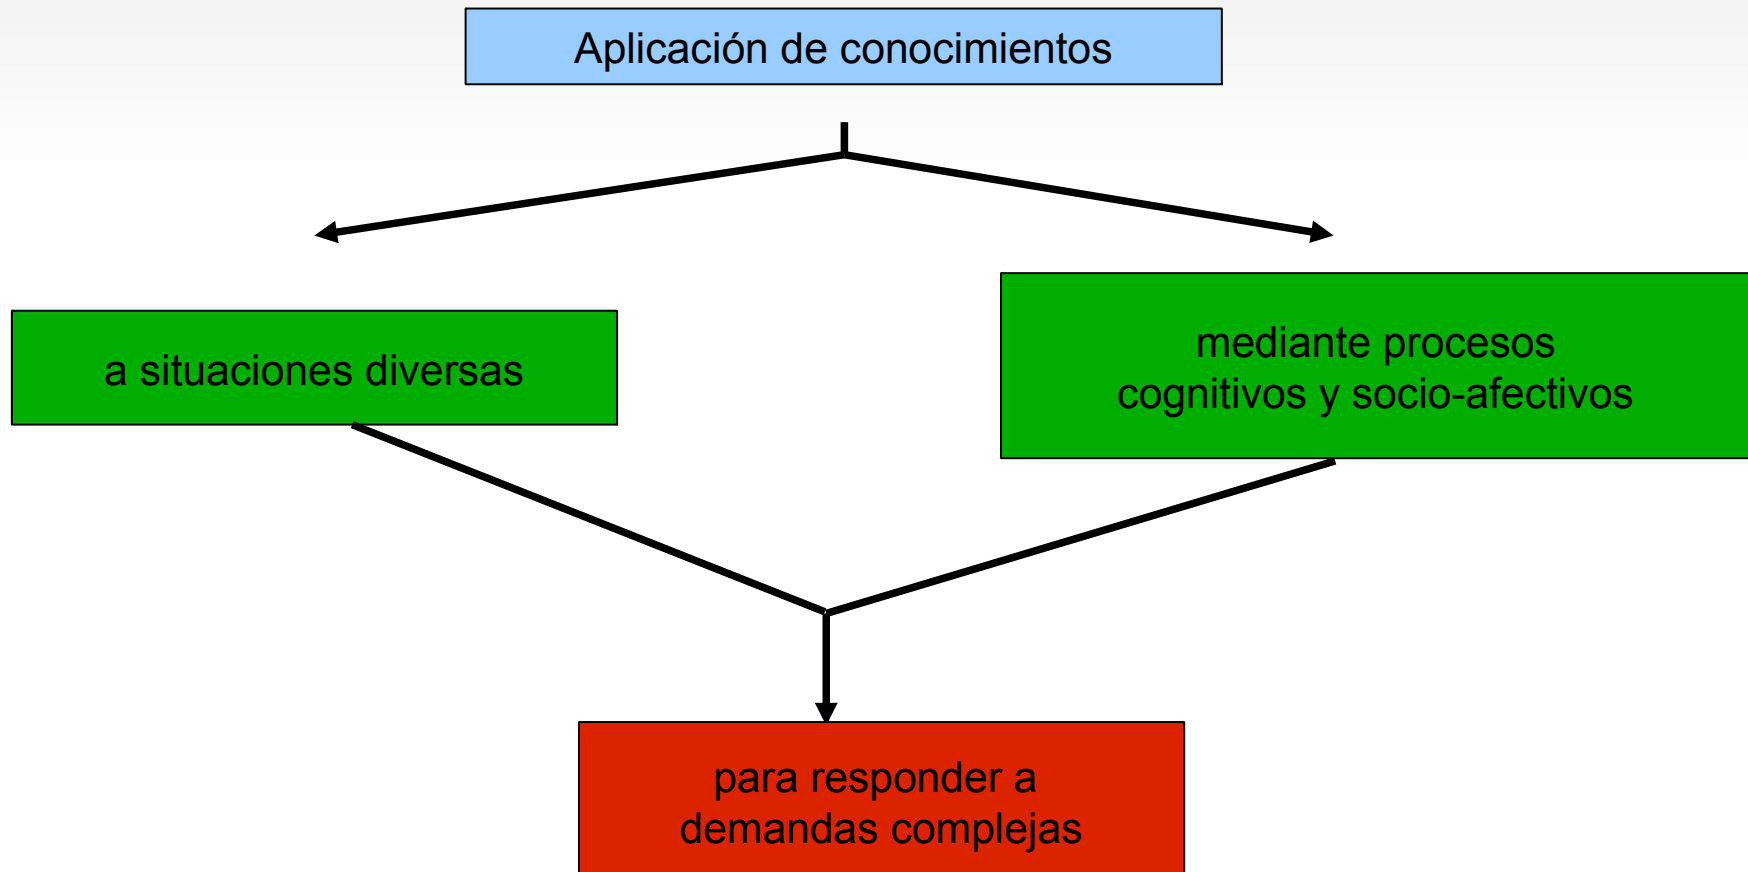 Aplicación de conocimientos
a situaciones diversas
mediante procesos
cognitivos y socio-afectivos
para responder a
demandas complejas